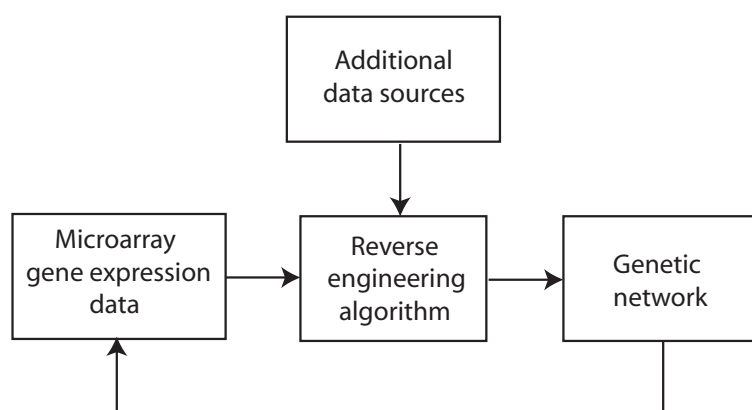 Additional
data sources
Microarray
gene expression
data
Reverse
engineering
algorithm
Genetic
network